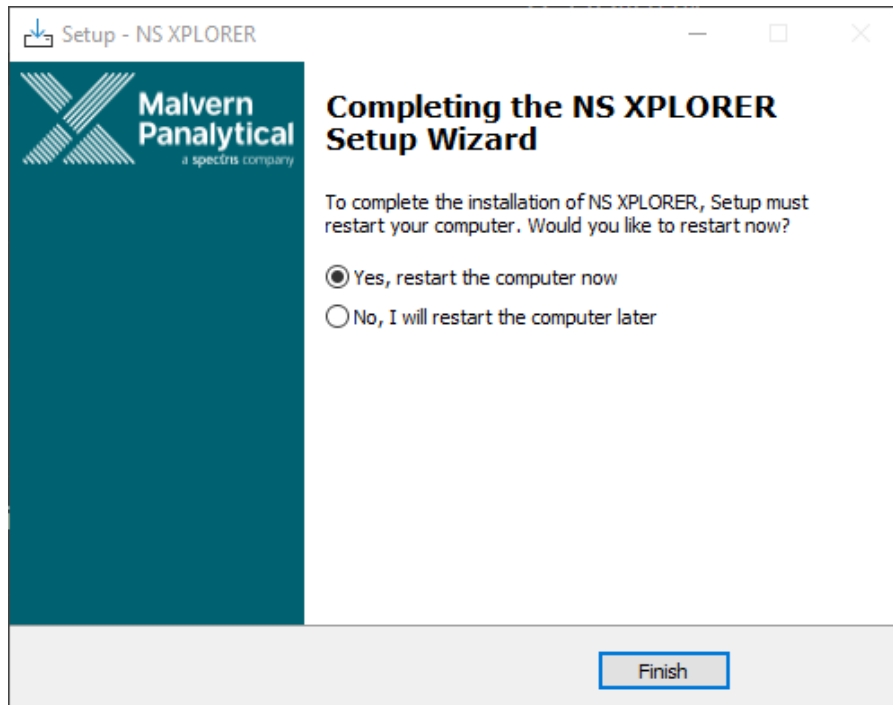 Setup - NS XPLORER
Malvern
Panalytical
a spectris company
Completing the NS XPLORER
Setup Wizard
To complete the installation of NS XPLORER, Setup must
restart your computer. Would you like to restart now?
Yes, restart the computer now
No, I will restart the computer later
Finish